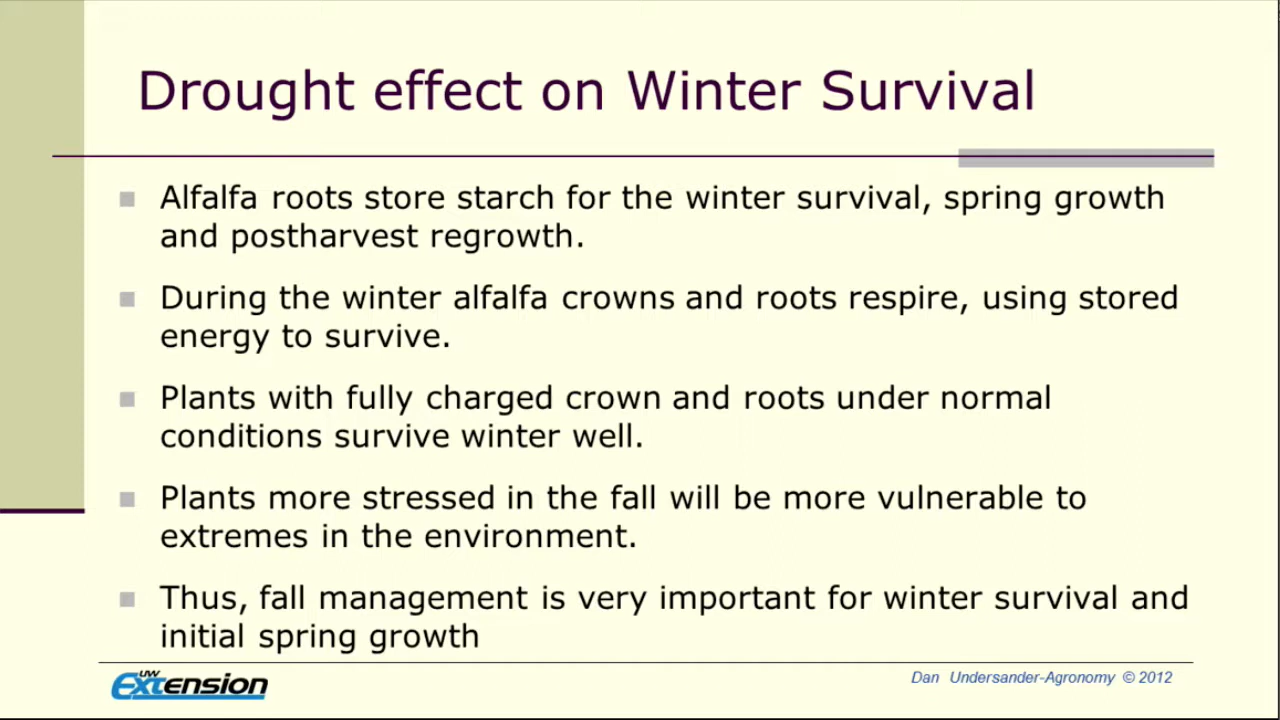 Drought effect on Winter Survival
Alfalfa roots store starch for the winter survival, spring growth
and postharvest regrowth.
During the winter alfalfa crowns and roots respire, using stored
energy to survive.
Plants with fully charged crown and roots under normal
conditions survive winter well.
Plants more stressed in the fall will be more vulnerable to
extremes in the environment.
Thus, fall management is very important for winter survival and
initial spring growth
UW
Extension
Dan Undersander-Agronomy © 2012